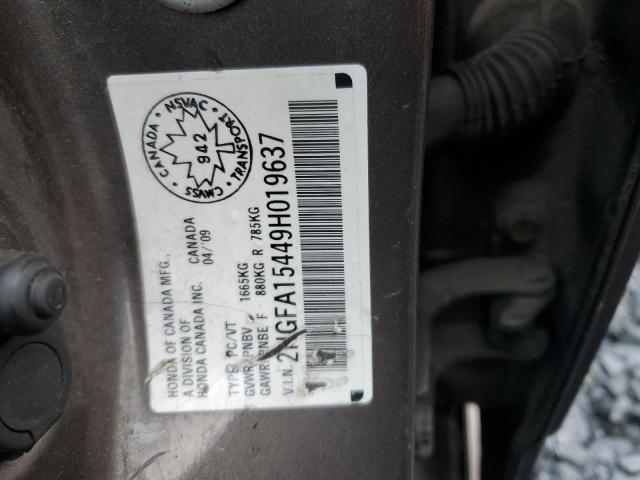 HONDA OF CANADA MFG.,
A DIVISION OF
HONDA CANADA INC. CANADA
04/'09
TYPE PC/VT
GVWR/PNBV 1665KG
GAWR/PNBE F 880KG R 785KG
V.I.N. 2HGFA15449H019637
CANADA • NSVAC •
TRANSPORT • CMVSS •
942